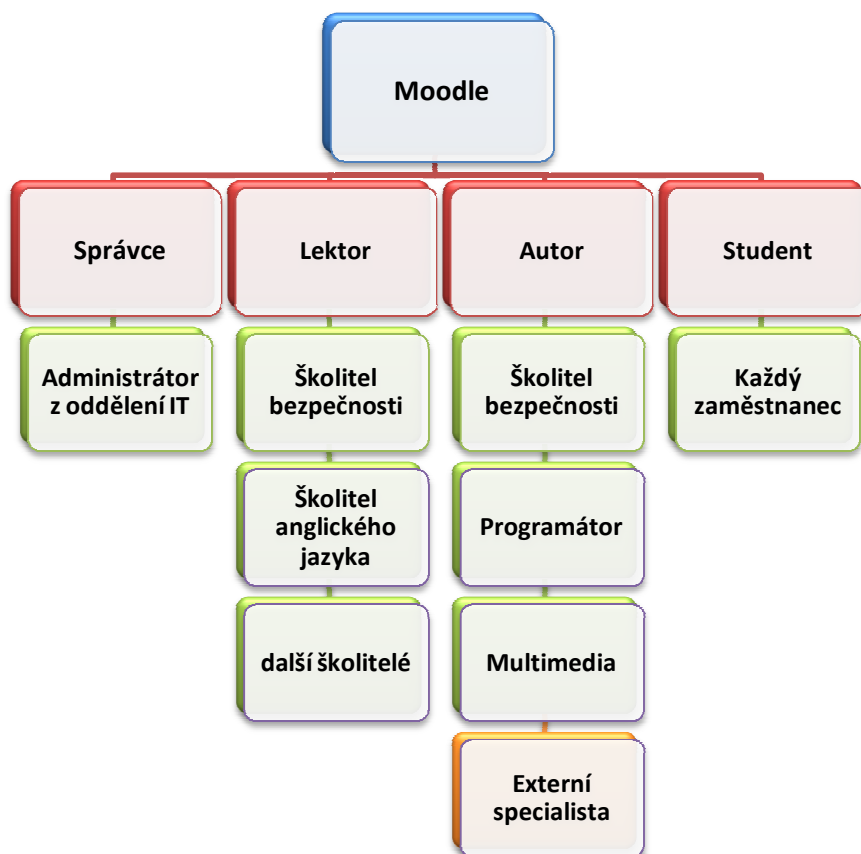 Moodle
Správce
Lektor
Autor
Student
Administrátor
z oddělení IT
Školitel
bezpečnosti
Školitel
bezpečnosti
Každý
zaměstnanec
Školitel
anglického
jazyka
Programátor
další školitelé
Multimedia
Externí
specialista